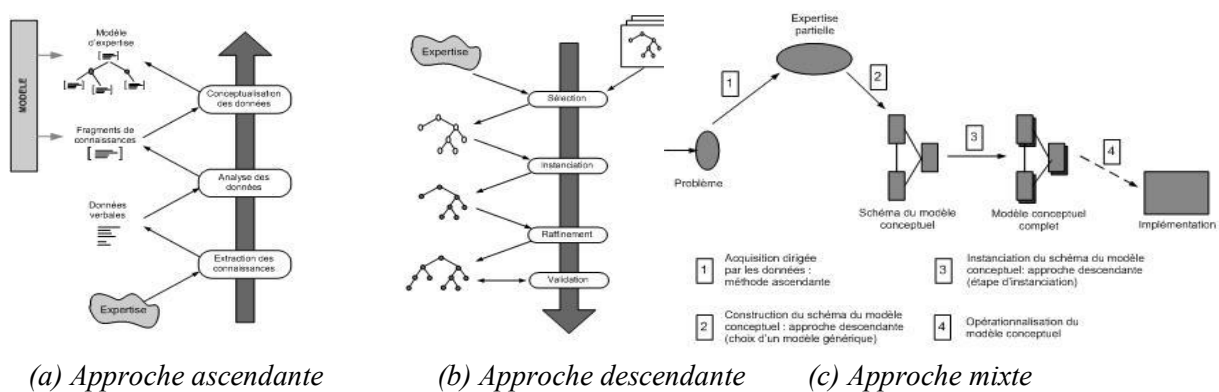 MODÈLE
Modèle
d'expertise
Conceptualisation
des données
Fragments de
connaissances
Analyse des
données
Données
verbales
Extraction des
connaissances
Expertise
(a) Approche ascendante
Expertise
Sélection
Instanciation
Raffinement
Validation
(b) Approche descendante
Expertise
partielle
1
2
Problème
3
4
Schéma du modèle
conceptuel
Modèle conceptuel
complet
Implémentation
1
Acquisition dirigée
par les données :
méthode ascendante
2
Construction du schéma du modèle
conceptuel : approche descendante
(choix d'un modèle générique)
3
Instanciation du schéma du modèle
conceptuel: approche descendante
(étape d'instanciation)
4
Opérationnalisation du
modèle conceptuel
(c) Approche mixte